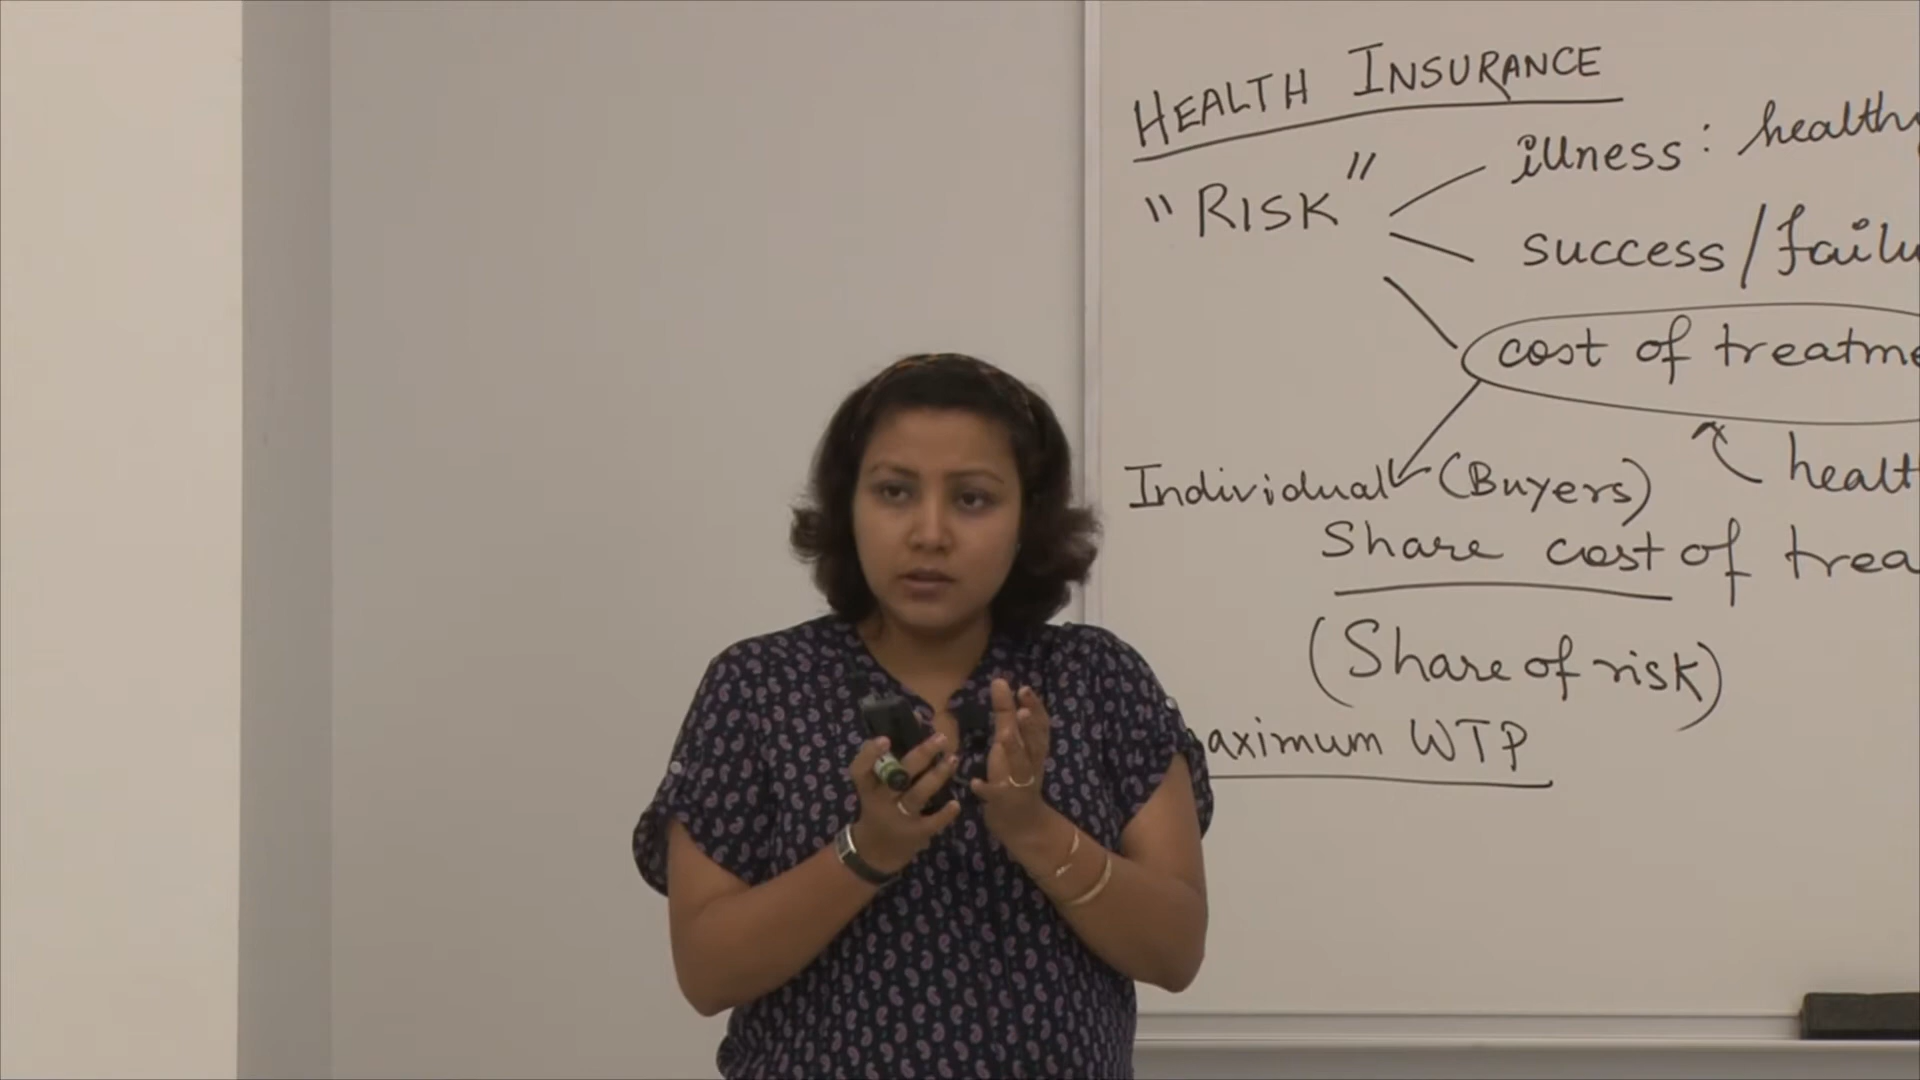 HEALTH INSURANCE
"RISK"
illness: healthy
success/failu
cost of treatme
Individual (Buyers)
healt
Share cost of trea
(Share of risk)
aximum WTP